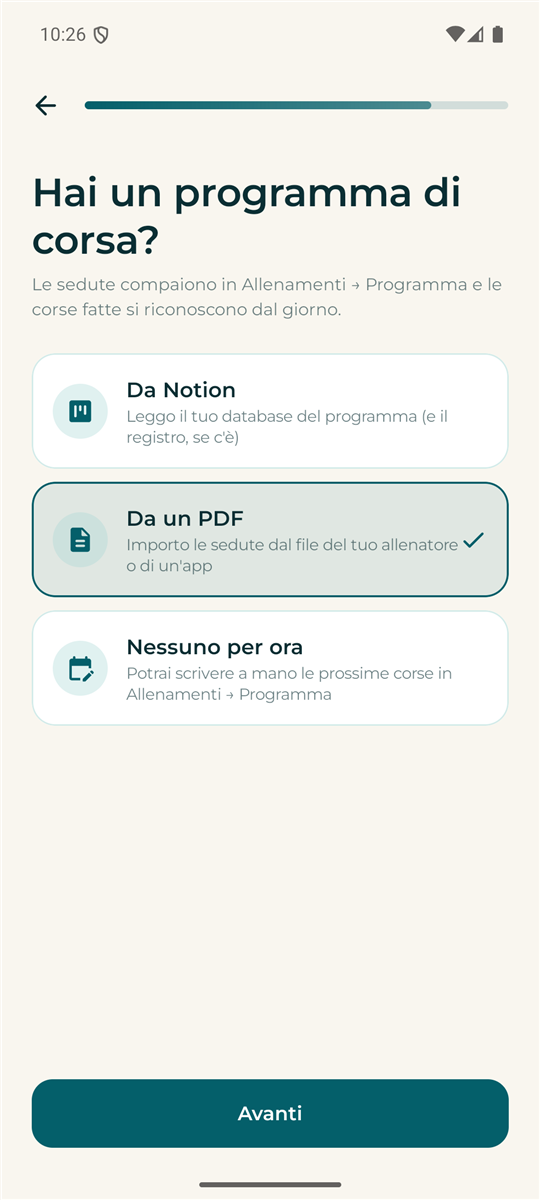 10:26
Hai un programma di
corsa?
Le sedute compaiono in Allenamenti → Programma e le
corse fatte si riconoscono dal giorno.
Da Notion
Leggo il tuo database del programma (e il
registro, se c'è)
Da un PDF
Importo le sedute dal file del tuo allenatore
o di un'app
Nessuno per ora
Potrai scrivere a mano le prossime corse in
Allenamenti → Programma
Avanti